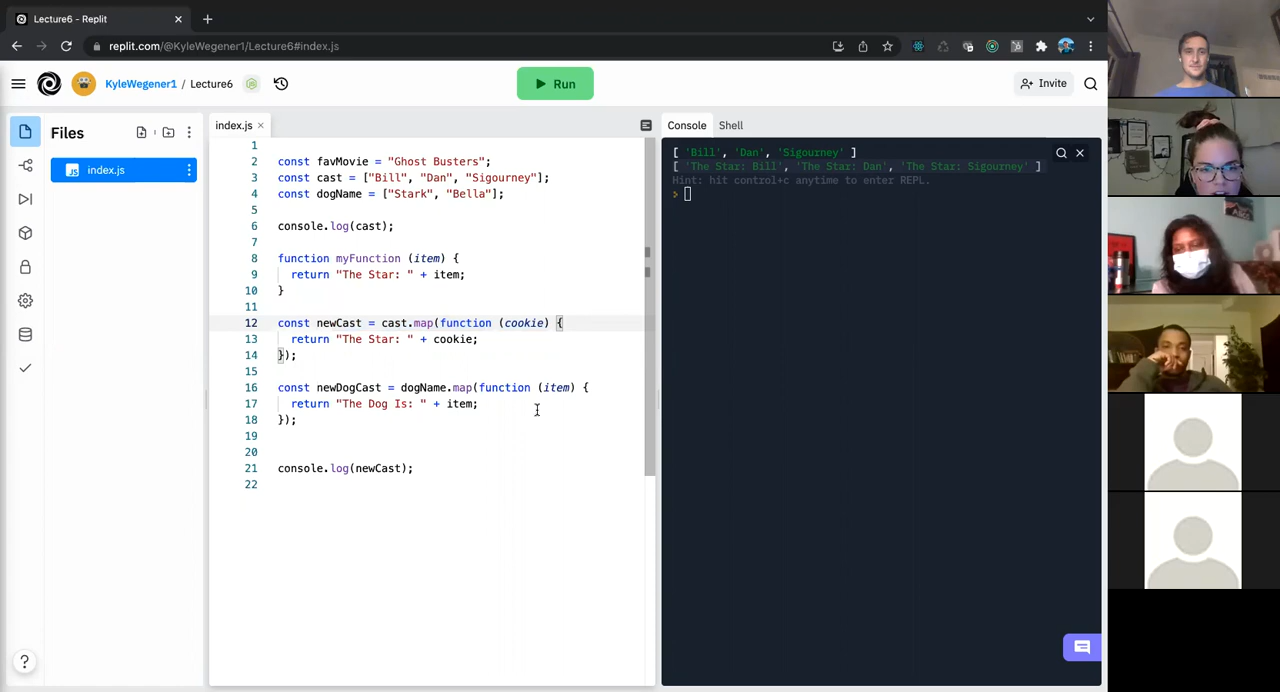 Lecture6 - Replit
replit.com/@KyleWegener1/Lecture6#index.js
KyleWegener1 / Lecture6
Run
Invite
Files
index.js
index.js
Console
Shell
1
2 const favMovie = "Ghost Busters";
3 const cast = ["Bill", "Dan", "Sigourney"];
4 const dogName = ["Stark", "Bella"];
5
6 console.log(cast);
7
8 function myFunction (item) {
9 return "The Star: " + item;
10 }
11
12 const newCast = cast.map(function (cookie) {
13 return "The Star: " + cookie;
14 });
15
16 const newDogCast = dogName.map(function (item) {
17 return "The Dog Is: " + item;
18 });
19
20
21 console.log(newCast);
22
[ 'Bill', 'Dan', 'Sigourney' ]
[ 'The Star: Bill', 'The Star: Dan', 'The Star: Sigourney' ]
Hint: hit control+c anytime to enter REPL.
>
?